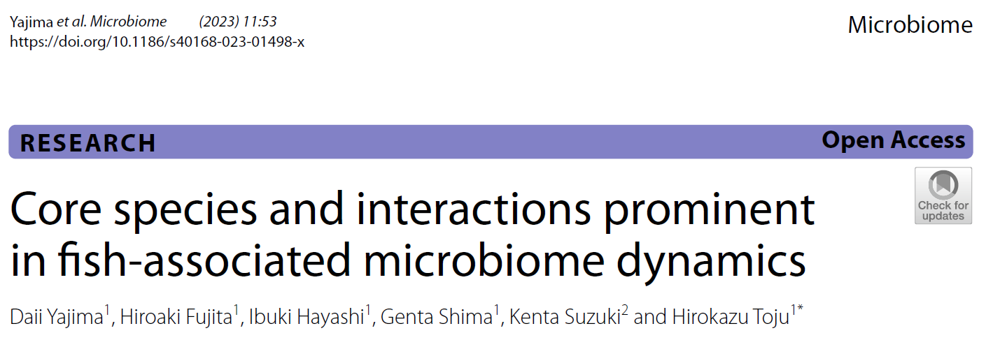 Yajima et al. Microbiome (2023) 11:53
https://doi.org/10.1186/s40168-023-01498-x
Microbiome
RESEARCH
Open Access
Check for
updates
Core species and interactions prominent
in fish-associated microbiome dynamics
Daii Yajima1, Hiroaki Fujita1, Ibuki Hayashi1, Genta Shima1, Kenta Suzuki2 and Hirokazu Toju1*